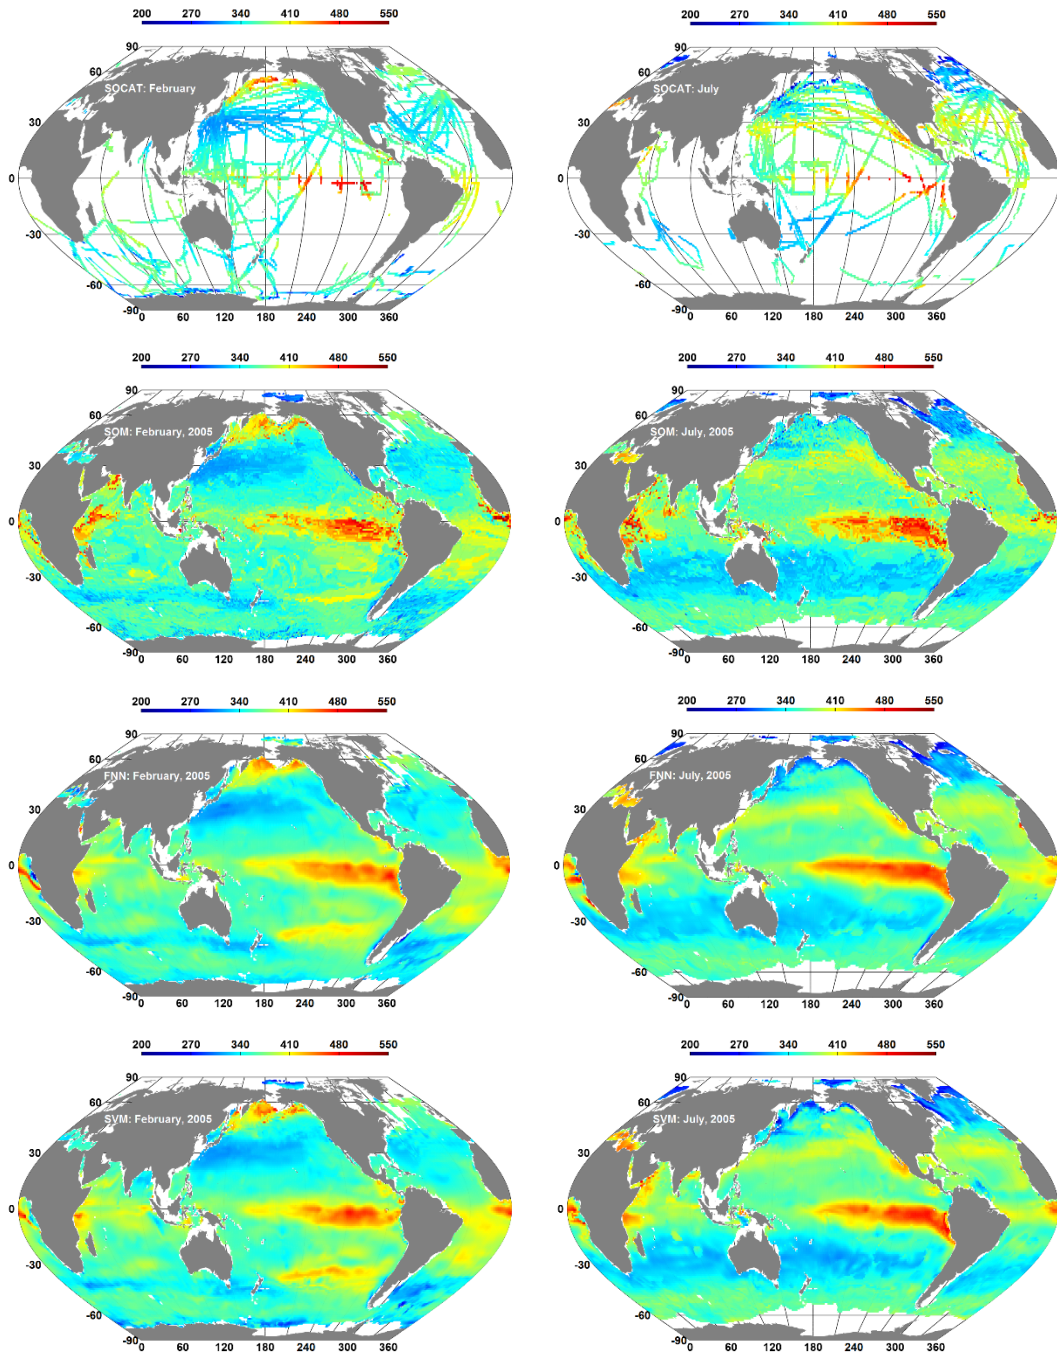 200 270 340 410 480 550
200 270 340 410 480 550
90
60
SOCAT: February
30
0
-30
-60
-90
0 60 120 180 240 300 360
90
60
SOCAT: July
30
0
-30
-60
-90
0 60 120 180 240 300 360
200 270 340 410 480 550
200 270 340 410 480 550
90
60
SOM: February, 2005
30
0
-30
-60
-90
0 60 120 180 240 300 360
90
60
SOM: July, 2005
30
0
-30
-60
-90
0 60 120 180 240 300 360
200 270 340 410 480 550
200 270 340 410 480 550
90
60
FNN: February, 2005
30
0
-30
-60
-90
0 60 120 180 240 300 360
90
60
FNN: July, 2005
30
0
-30
-60
-90
0 60 120 180 240 300 360
200 270 340 410 480 550
200 270 340 410 480 550
90
60
SVM: February, 2005
30
0
-30
-60
-90
0 60 120 180 240 300 360
90
60
SVM: July, 2005
30
0
-30
-60
-90
0 60 120 180 240 300 360